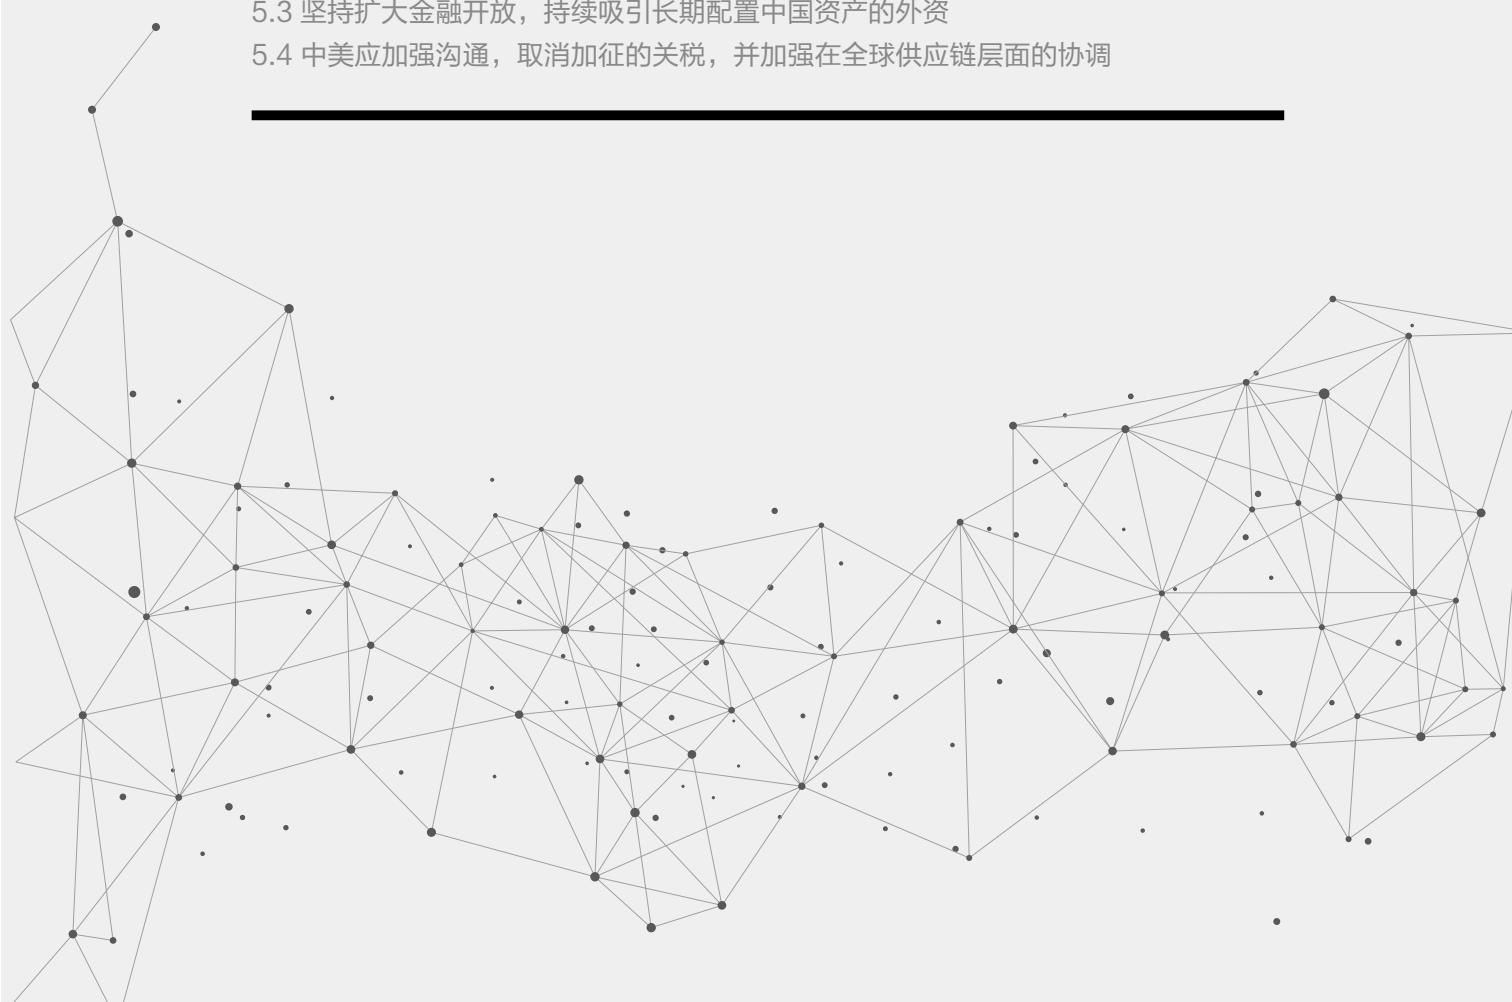 5.3 坚持扩大金融开放，持续吸引长期配置中国资产的外资
5.4 中美应加强沟通，取消加征的关税，并加强在全球供应链层面的协调